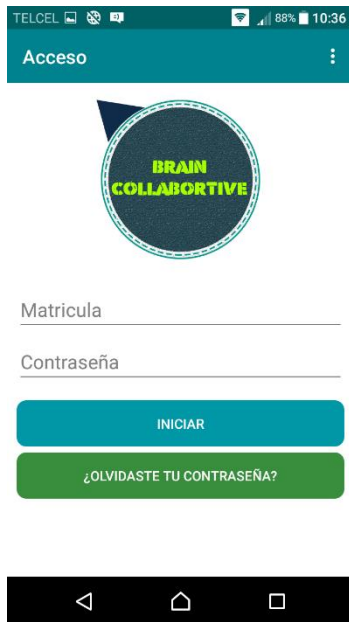 TELCEL 88% 10:36
Acceso
BRAIN
COLLABORTIVE
Matricula
Contraseña
INICIAR
¿OLVIDASTE TU CONTRASEÑA?